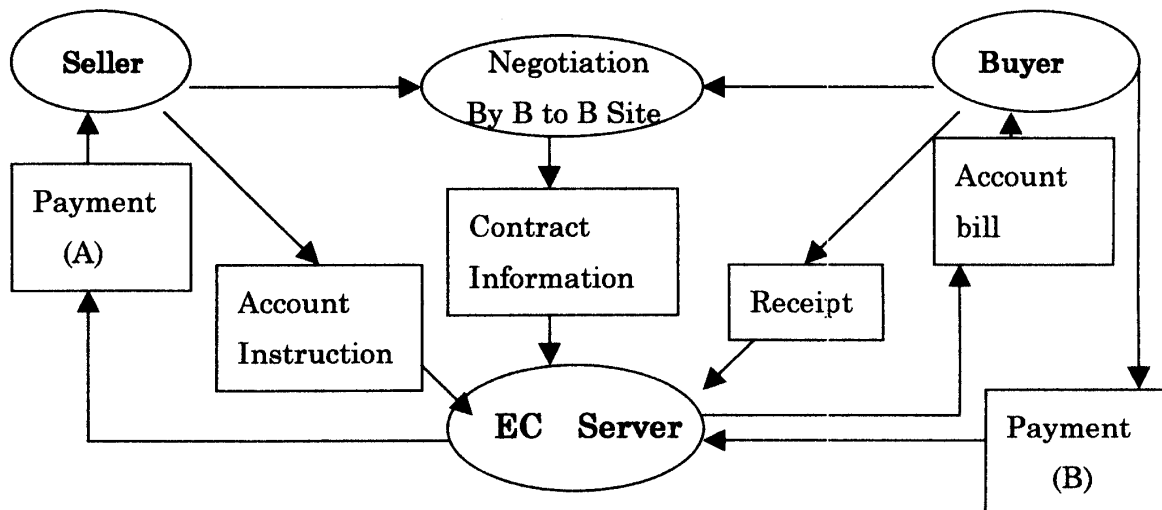 Seller
Negotiation
By B to B Site
Buyer
Payment
(A)
Account
Instruction
Contract
Information
Receipt
Account
bill
EC Server
Payment
(B)